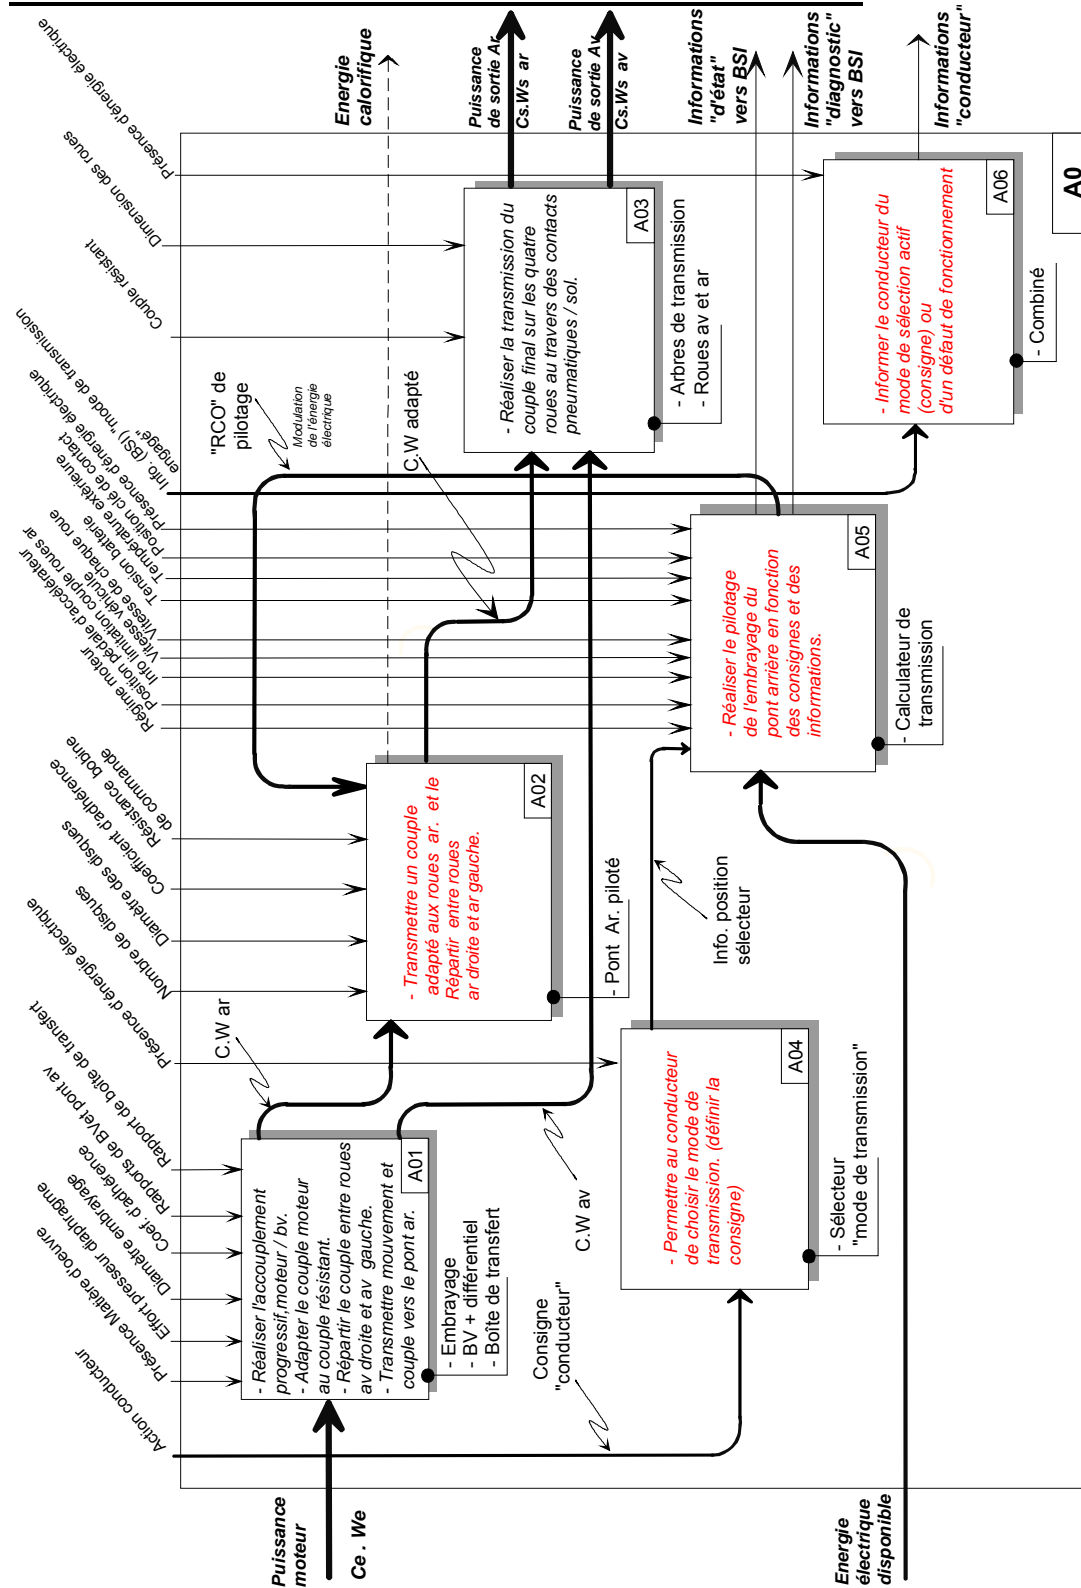 Action conducteur
Présence Matière d'oeuvre
Effort presseur diaphragme
Diamètre embrayage
Coef. d'adhérence
Rapports de BVet pont av
Rapport de boîte de transfert
Présence d'énergie électrique
Nombre de disques
Diamètre des disques
Coefficient d'adhérence
Résistance bobine
de commande
Régime moteur
Position pédale d'accélérateur
Info limitation couple roues ar
Vitesse véhicule
Vitesse de chaque roue
Tension batterie
Température extérieure
Position clé de contact
Présence d'énergie électrique
Info. (BSI) "mode de transmission
engagé"
Couple résistant
Dimension des roues
Présence d'énergie électrique
Puissance
moteur
Ce . We
- Réaliser l'accouplement
progressif,moteur / bv.
- Adapter le couple moteur
au couple résistant.
- Répartir le couple entre roues
av droite et av gauche.
- Transmettre mouvement et
couple vers le pont ar.
A01
- Embrayage
- BV + différentiel
- Boîte de transfert
C.W ar
C.W av
- Transmettre un couple
adapté aux roues ar. et le
Répartir entre roues
ar droite et ar gauche.
A02
- Pont Ar. piloté
"RCO" de
pilotage
Modulation
de l'énergie
électrique
C.W adapté
Energie
calorifique
- Réaliser la transmission du
couple final sur les quatre
roues au travers des contacts
pneumatiques / sol.
A03
- Arbres de transmission
- Roues av et ar
Puissance
de sortie Ar
Cs.Ws ar
Puissance
de sortie Av
Cs.Ws av
Consigne
"conducteur"
- Permettre au conducteur
de choisir le mode de
transmission. (définir la
consigne)
A04
- Sélecteur
"mode de transmission"
Info. position
sélecteur
- Réaliser le pilotage
de l'embrayage du
pont arrière en fonction
des consignes et des
informations.
A05
- Calculateur de
transmission
Informations
"d'état"
vers BSI
Informations
"diagnostic"
vers BSI
- Informer le conducteur du
mode de sélection actif
(consigne) ou
d'un défaut de fonctionnement
A06
- Combiné
Informations
"conducteur"
Energie
électrique
disponible
A0